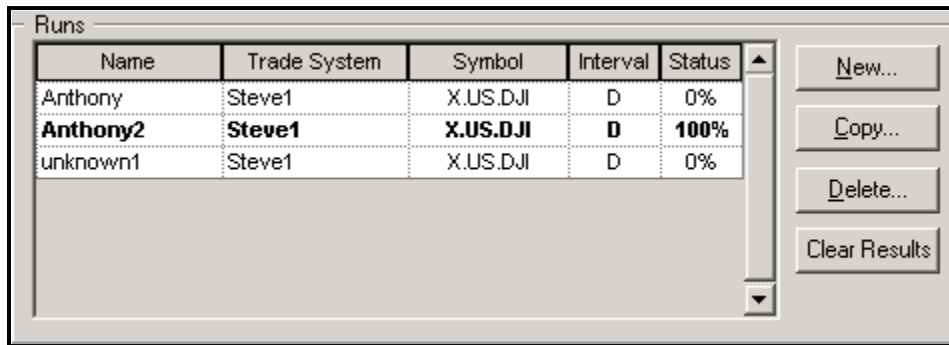 Runs
Name Trade System Symbol Interval Status
Anthony Steve1 X.US.DJI D 0%
Anthony2 Steve1 X.US.DJI D 100%
unknown1 Steve1 X.US.DJI D 0%
New...
Copy...
Delete...
Clear Results